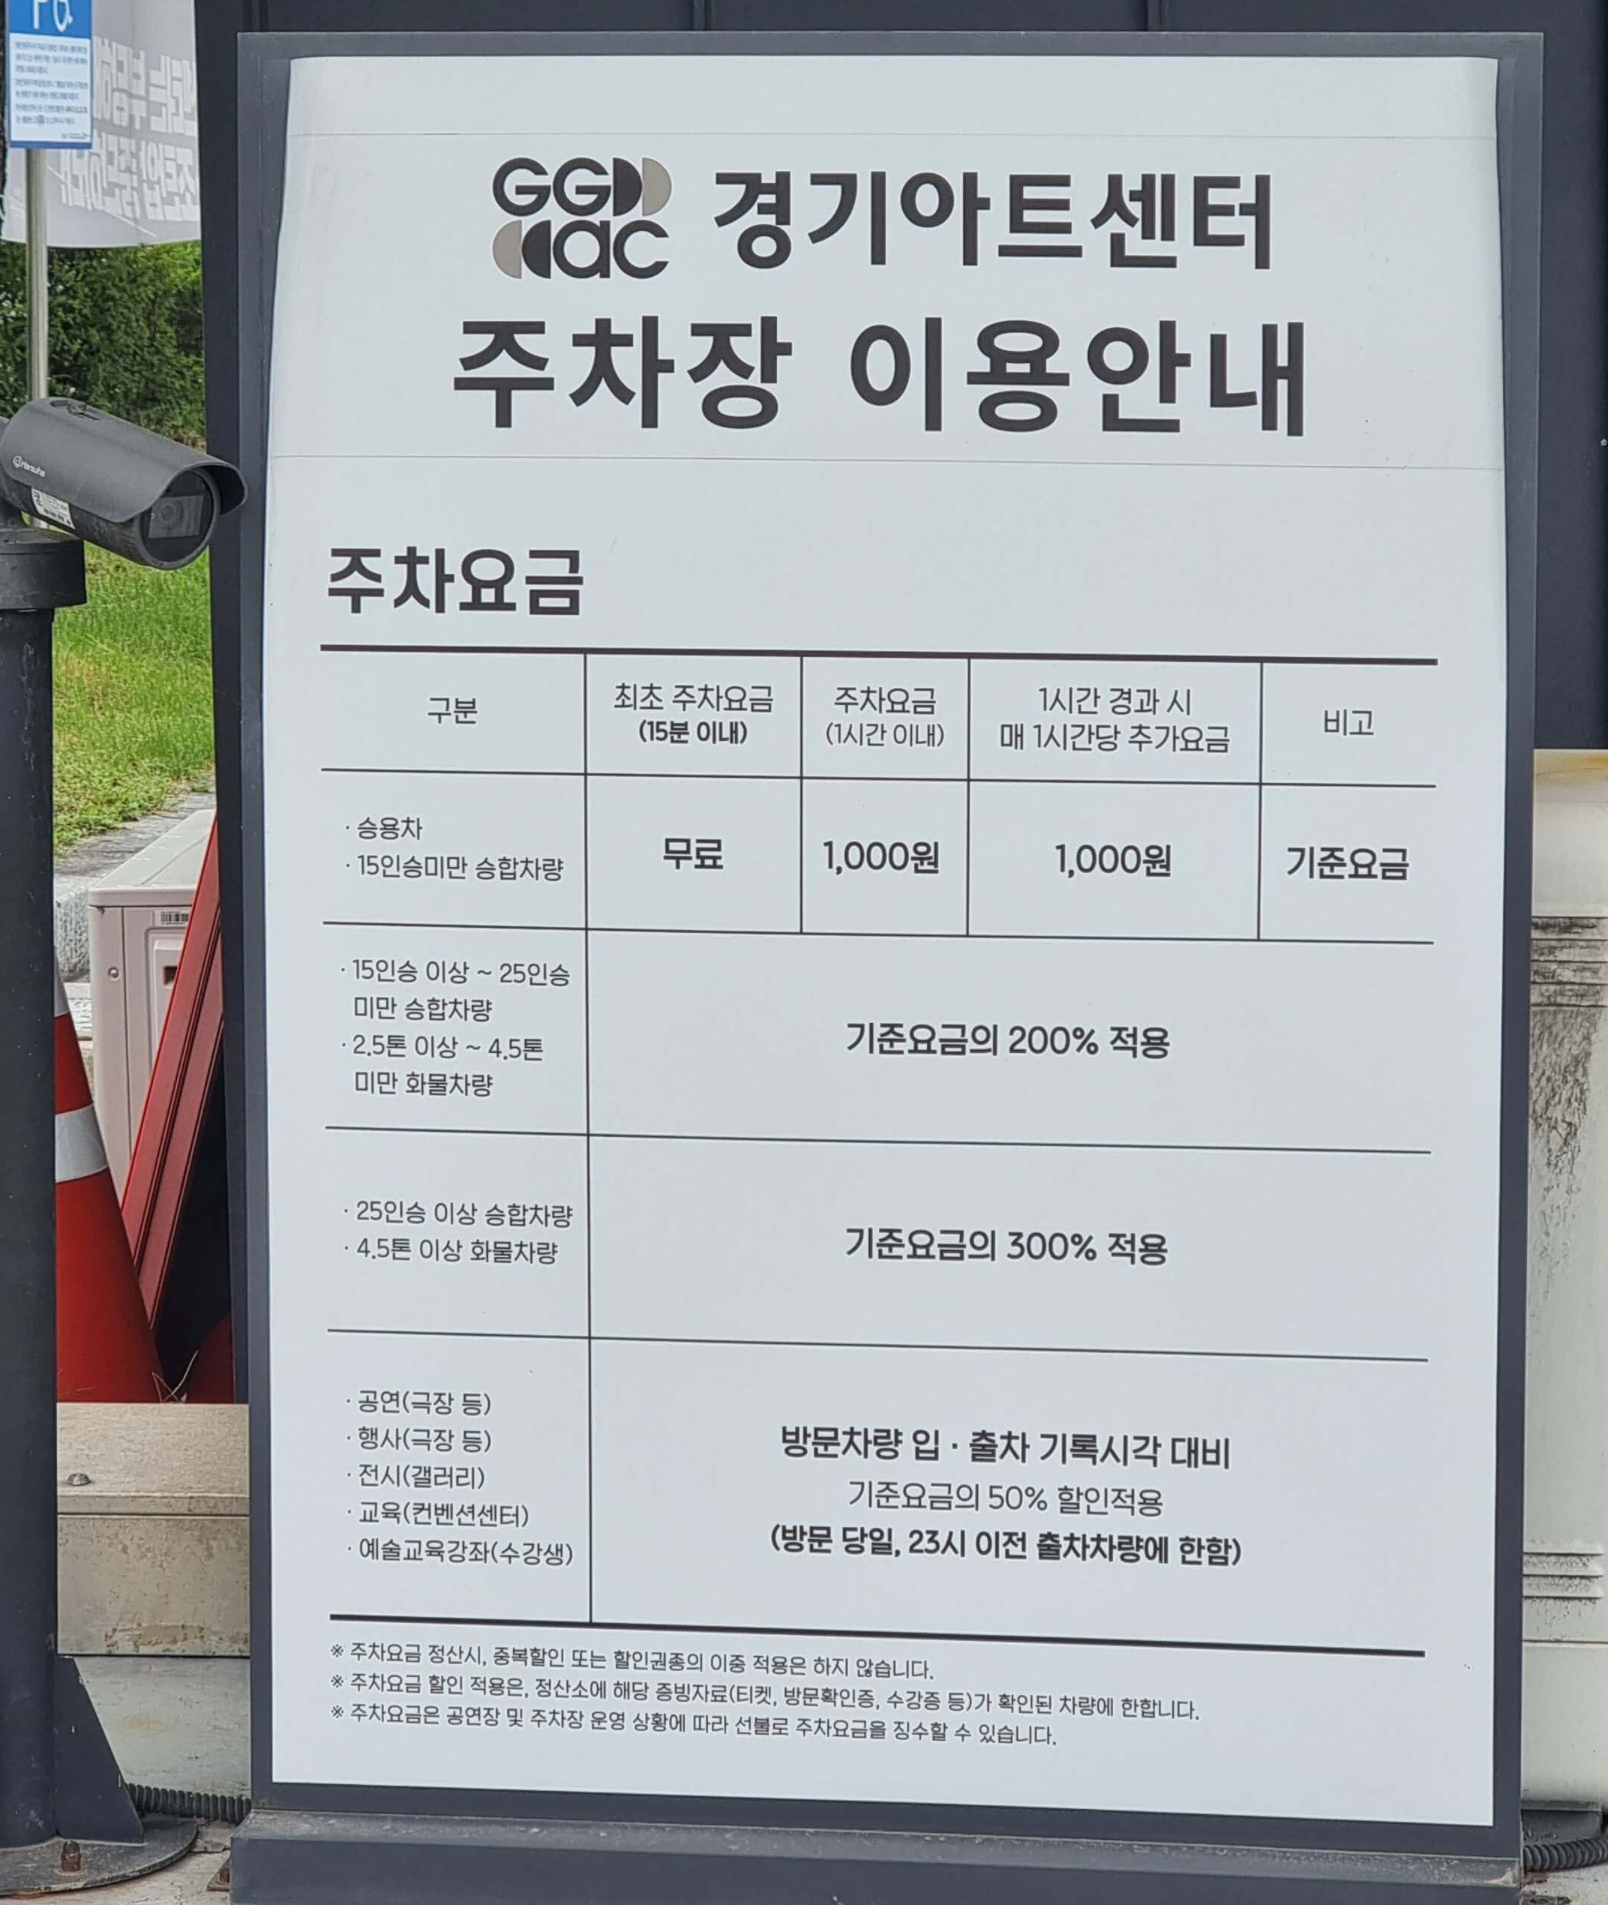 GGD 경기아트센터
ac
주차장 이용안내
주차요금
구분
최초 주차요금
(15분 이내)
주차요금
(1시간 이내)
1시간 경과 시
매 1시간당 추가요금
비고
· 승용차
· 15인승미만 승합차량
무료
1,000원
1,000원
기준요금
· 15인승 이상 ~ 25인승
미만 승합차량
· 2.5톤 이상 ~ 4.5톤
미만 화물차량
기준요금의 200% 적용
· 25인승 이상 승합차량
· 4.5톤 이상 화물차량
기준요금의 300% 적용
· 공연(극장 등)
· 행사(극장 등)
· 전시(갤러리)
· 교육(컨벤션센터)
· 예술교육강좌(수강생)
방문차량 입 · 출차 기록시각 대비
기준요금의 50% 할인적용
(방문 당일, 23시 이전 출차차량에 한함)
※ 주차요금 정산시, 중복할인 또는 할인권종의 이중 적용은 하지 않습니다.
※ 주차요금 할인 적용은, 정산소에 해당 증빙자료(티켓, 방문확인증, 수강증 등)가 확인된 차량에 한합니다.
※ 주차요금은 공연장 및 주차장 운영 상황에 따라 선불로 주차요금을 징수할 수 있습니다.
Hanwha